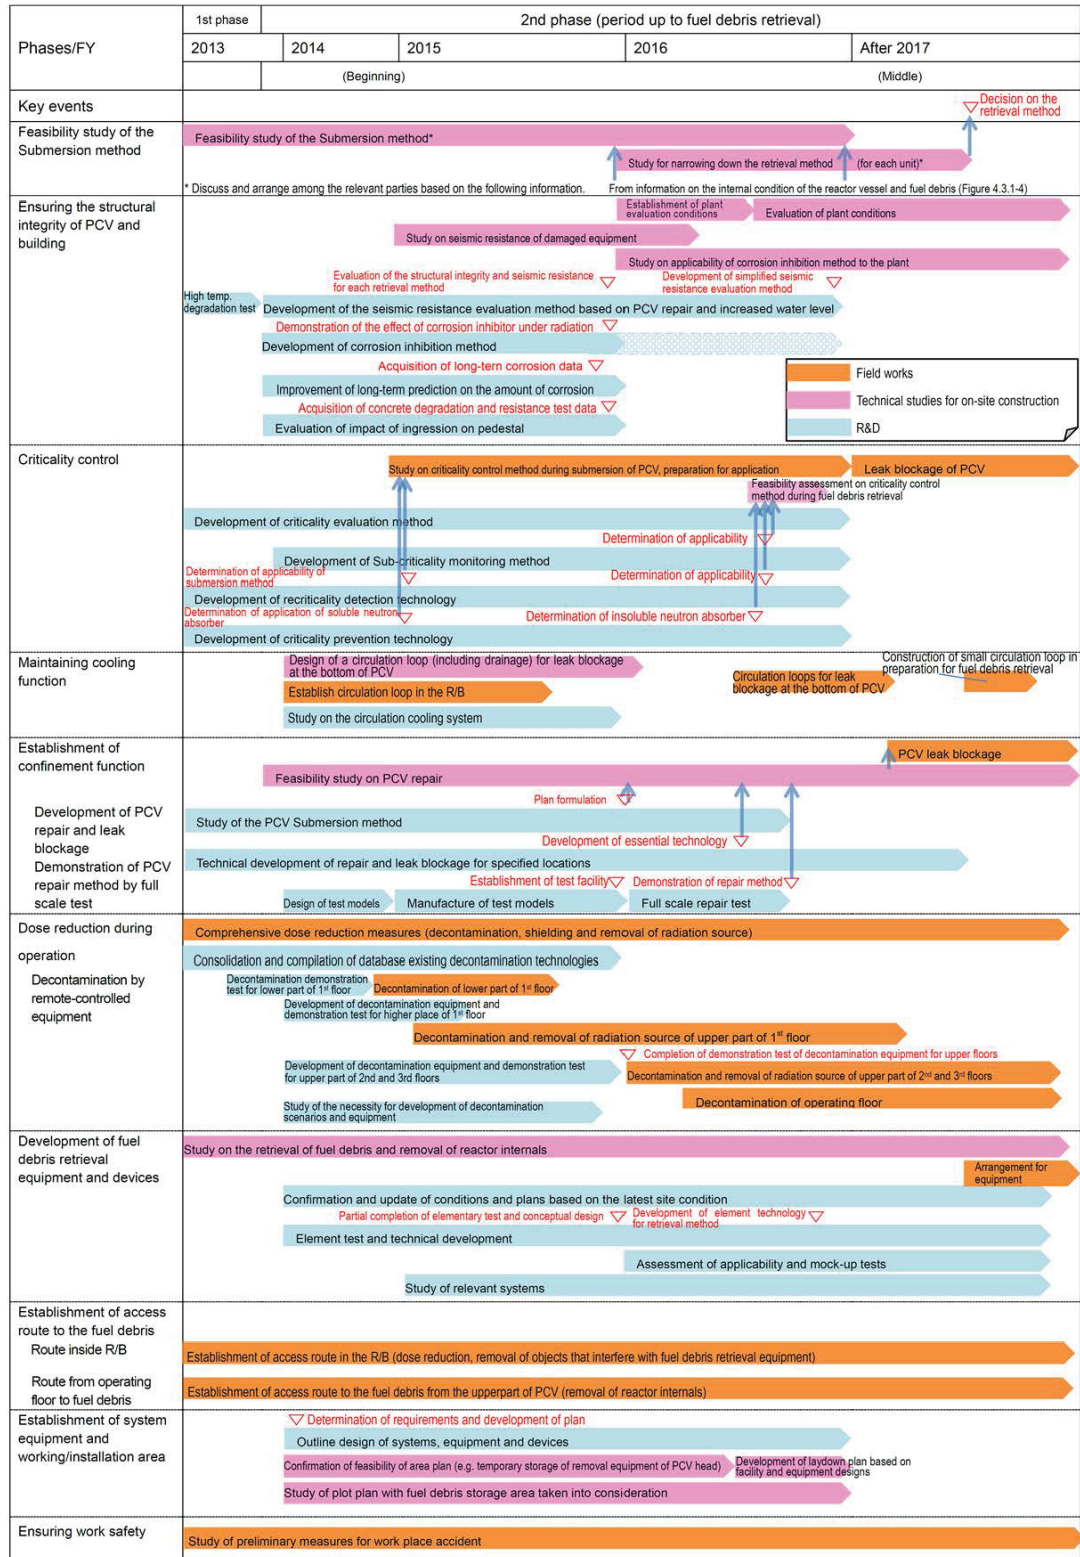 Phases/FY
1st phase
2nd phase (period up to fuel debris retrieval)
2013
2014
2015
2016
After 2017
(Beginning)
(Middle)
Key events
Decision on the
retrieval method
Feasibility study of the
Submersion method
Feasibility study of the Submersion method*
Study for narrowing down the retrieval method (for each unit)*
* Discuss and arrange among the relevant parties based on the following information.
From information on the internal condition of the reactor vessel and fuel debris (Figure 4.3.1-4)
Ensuring the structural
integrity of PCV and
building
Establishment of plant
evaluation conditions
Evaluation of plant conditions
Study on seismic resistance of damaged equipment
Study on applicability of corrosion inhibition method to the plant
Evaluation of the structural integrity and seismic resistance
for each retrieval method
Development of simplified seismic
resistance evaluation method
High temp.
degradation test
Development of the seismic resistance evaluation method based on PCV repair and increased water level
Demonstration of the effect of corrosion inhibitor under radiation
Development of corrosion inhibition method
Acquisition of long-tern corrosion data
Improvement of long-term prediction on the amount of corrosion
Acquisition of concrete degradation and resistance test data
Evaluation of impact of ingression on pedestal
Field works
Technical studies for on-site construction
R&D
Criticality control
Study on criticality control method during submersion of PCV, preparation for application
Leak blockage of PCV
Feasibility assessment on criticality control
method during fuel debris retrieval
Development of criticality evaluation method
Determination of applicability
Development of Sub-criticality monitoring method
Determination of applicability of
submersion method
Determination of applicability
Development of recriticality detection technology
Determination of application of soluble neutron
absorber
Determination of insoluble neutron absorber
Development of criticality prevention technology
Maintaining cooling
function
Design of a circulation loop (including drainage) for leak blockage
at the bottom of PCV
Construction of small circulation loop in
preparation for fuel debris retrieval
Circulation loops for leak
blockage at the bottom of PCV
Establish circulation loop in the R/B
Study on the circulation cooling system
Establishment of
confinement function
PCV leak blockage
Feasibility study on PCV repair
Plan formulation
Development of PCV
repair and leak
blockage
Study of the PCV Submersion method
Development of essential technology
Demonstration of PCV
repair method by full
scale test
Technical development of repair and leak blockage for specified locations
Establishment of test facility
Demonstration of repair method
Design of test models
Manufacture of test models
Full scale repair test
Dose reduction during
operation
Comprehensive dose reduction measures (decontamination, shielding and removal of radiation source)
Consolidation and compilation of database existing decontamination technologies
Decontamination by
remote-controlled
equipment
Decontamination demonstration
test for lower part of 1st floor
Decontamination of lower part of 1st floor
Development of decontamination equipment and
demonstration test for higher place of 1st floor
Decontamination and removal of radiation source of upper part of 1st floor
Completion of demonstration test of decontamination equipment for upper floors
Development of decontamination equipment and demonstration test
for upper part of 2nd and 3rd floors
Decontamination and removal of radiation source of upper part of 2nd and 3rd floors
Study of the necessity for development of decontamination
scenarios and equipment
Decontamination of operating floor
Development of fuel
debris retrieval
equipment and devices
Study on the retrieval of fuel debris and removal of reactor internals
Arrangement for
equipment
Confirmation and update of conditions and plans based on the latest site condition
Partial completion of elementary test and conceptual design
Development of element technology
for retrieval method
Element test and technical development
Assessment of applicability and mock-up tests
Study of relevant systems
Establishment of access
route to the fuel debris
Route inside R/B
Establishment of access route in the R/B (dose reduction, removal of objects that interfere with fuel debris retrieval equipment)
Route from operating
floor to fuel debris
Establishment of access route to the fuel debris from the upperpart of PCV (removal of reactor internals)
Establishment of system
equipment and
working/installation area
Determination of requirements and development of plan
Outline design of systems, equipment and devices
Confirmation of feasibility of area plan (e.g. temporary storage of removal equipment of PCV head)
Development of laydown plan based on
facility and equipment designs
Study of plot plan with fuel debris storage area taken into consideration
Ensuring work safety
Study of preliminary measures for work place accident